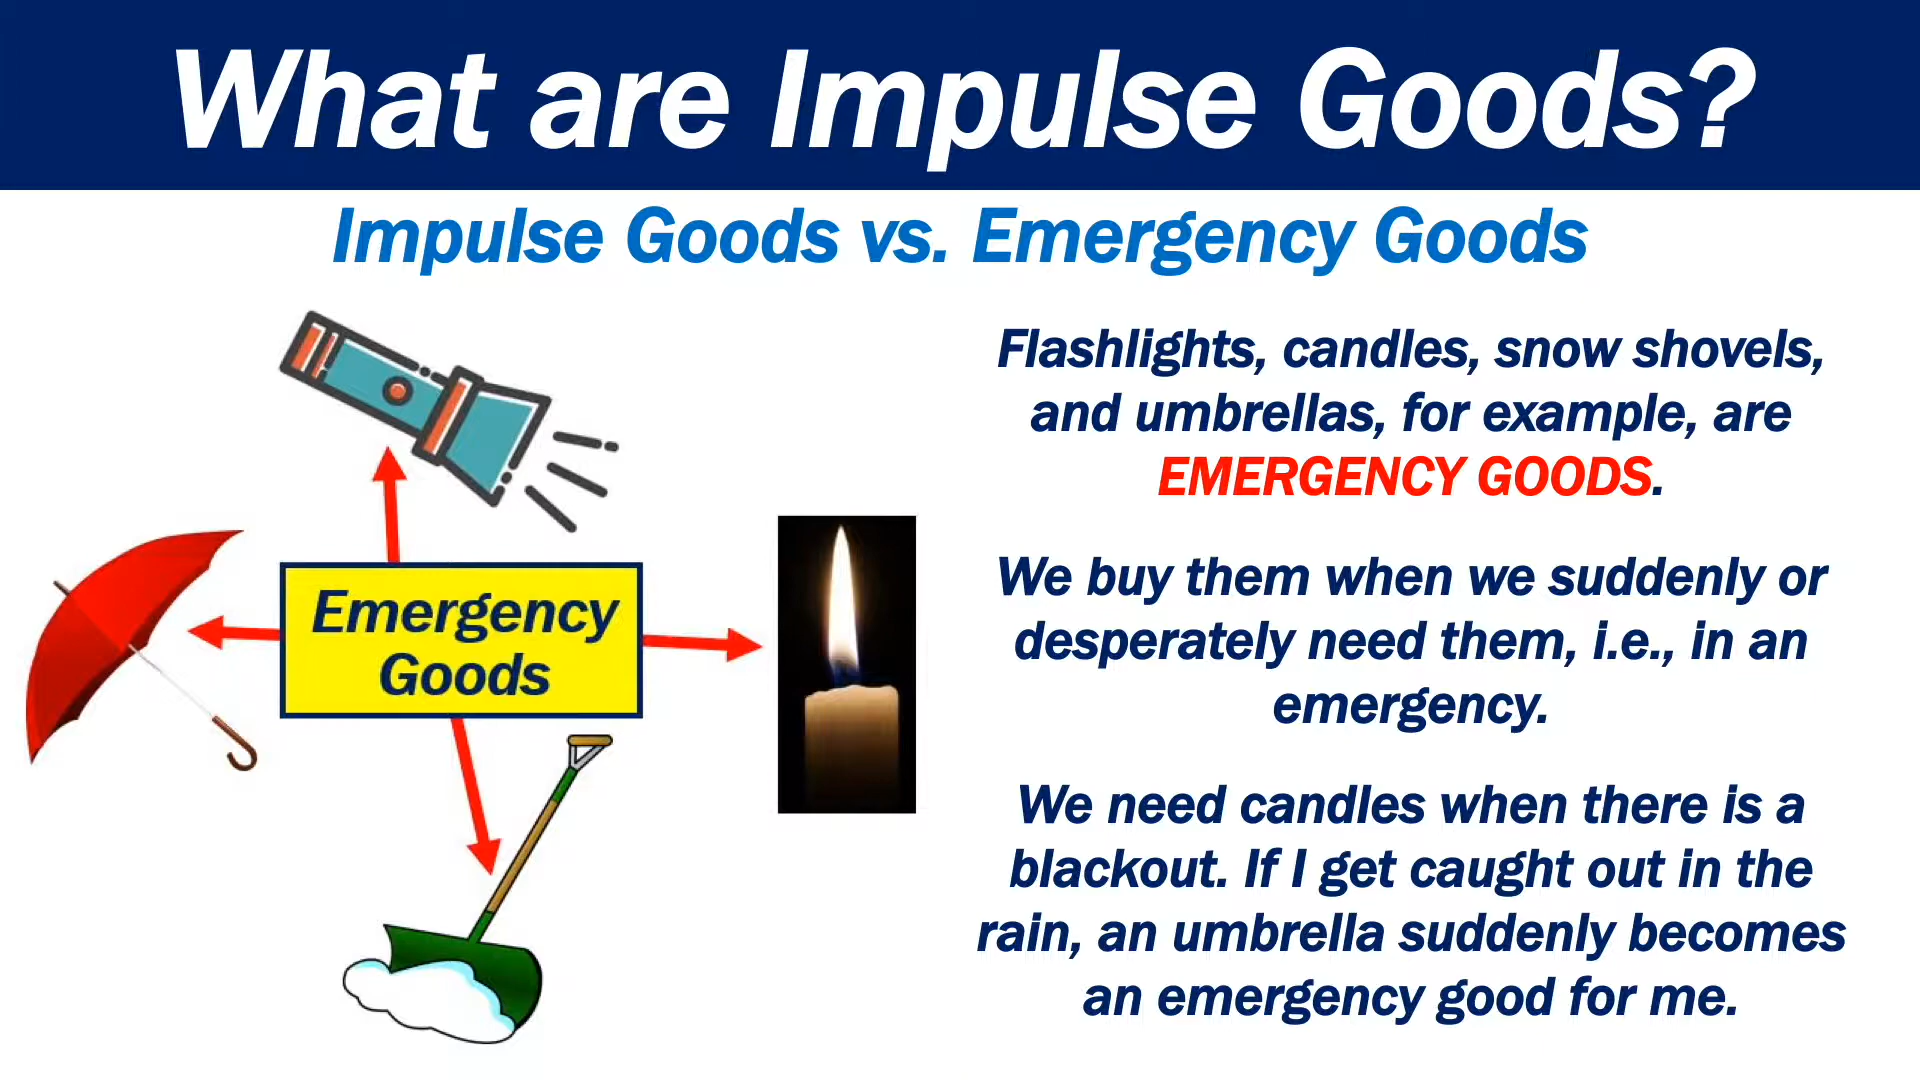 What are Impulse Goods?
Impulse Goods vs. Emergency Goods
Emergency
Goods
Flashlights, candles, snow shovels,
and umbrellas, for example, are
EMERGENCY GOODS.
We buy them when we suddenly or
desperately need them, i.e., in an
emergency.
We need candles when there is a
blackout. If I get caught out in the
rain, an umbrella suddenly becomes
an emergency good for me.